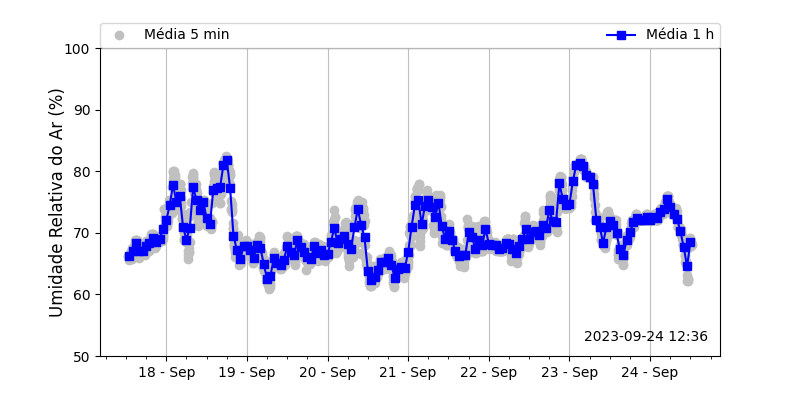 Média 5 min
Média 1 h
Umidade Relativa do Ar (%)
100
90
80
70
60
50
2023-09-24 12:36
18 - Sep
19 - Sep
20 - Sep
21 - Sep
22 - Sep
23 - Sep
24 - Sep